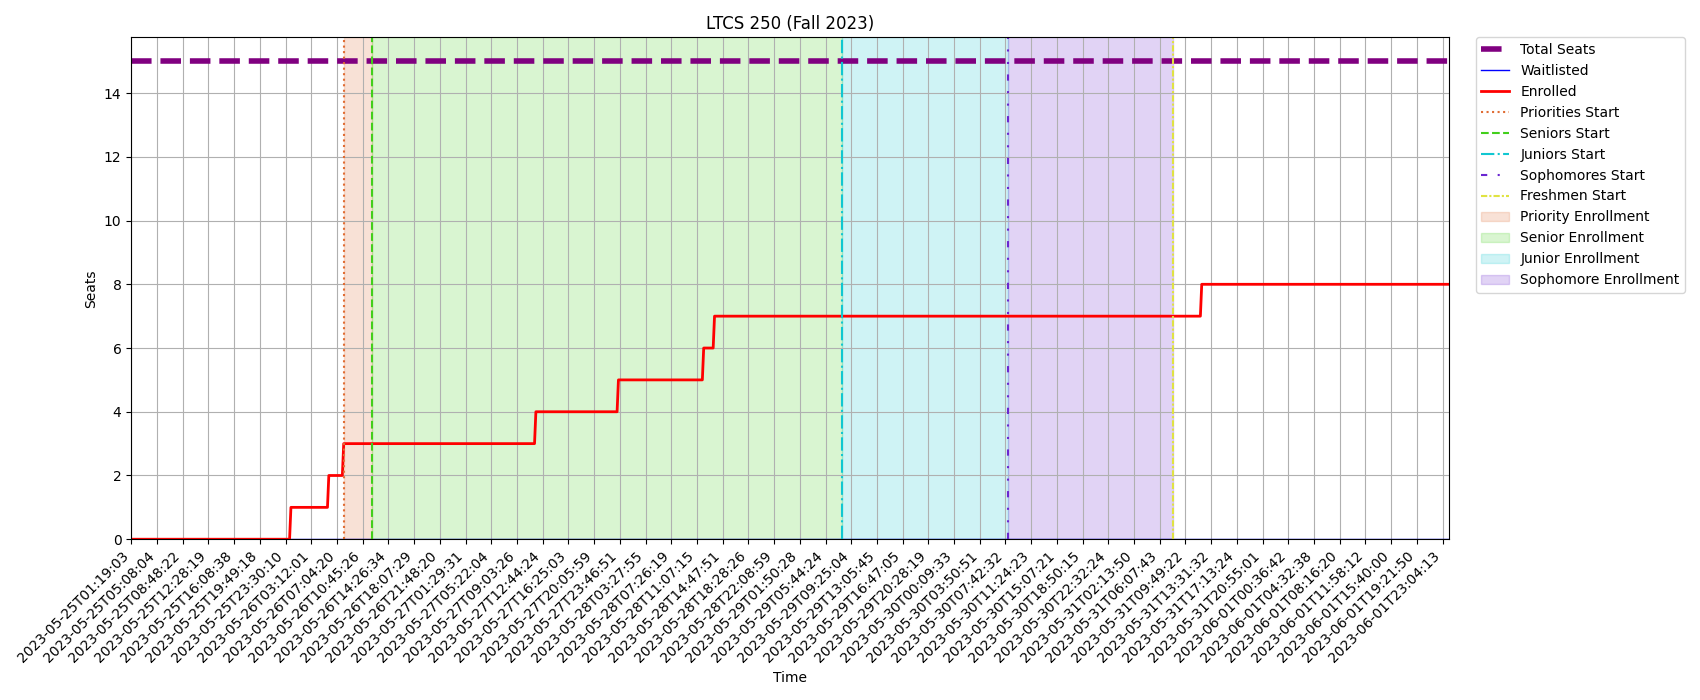 LTCS 250 (Fall 2023)
Total Seats
Waitlisted
Enrolled
Priorities Start
Seniors Start
Juniors Start
Sophomores Start
Freshmen Start
Priority Enrollment
Senior Enrollment
Junior Enrollment
Sophomore Enrollment
Seats
14
12
10
8
6
4
2
0
2023-05-25T01:19:03
2023-05-25T05:08:04
2023-05-25T08:48:22
2023-05-25T12:28:19
2023-05-25T16:08:38
2023-05-25T19:49:18
2023-05-25T23:30:10
2023-05-26T03:12:01
2023-05-26T07:04:20
2023-05-26T10:45:26
2023-05-26T14:26:34
2023-05-26T18:07:29
2023-05-26T21:48:20
2023-05-27T01:29:31
2023-05-27T05:22:04
2023-05-27T09:03:26
2023-05-27T12:44:24
2023-05-27T16:25:03
2023-05-27T20:05:59
2023-05-27T23:46:51
2023-05-28T03:27:55
2023-05-28T07:26:19
2023-05-28T11:07:15
2023-05-28T14:47:51
2023-05-28T18:28:26
2023-05-28T22:08:59
2023-05-29T01:50:28
2023-05-29T05:44:24
2023-05-29T09:25:04
2023-05-29T13:05:45
2023-05-29T16:47:05
2023-05-29T20:28:19
2023-05-30T00:09:33
2023-05-30T03:50:51
2023-05-30T07:42:32
2023-05-30T11:24:23
2023-05-30T15:07:21
2023-05-30T18:50:15
2023-05-30T22:32:24
2023-05-31T02:13:50
2023-05-31T06:07:43
2023-05-31T09:49:22
2023-05-31T13:31:32
2023-05-31T17:13:24
2023-05-31T20:55:01
2023-06-01T00:36:42
2023-06-01T04:32:38
2023-06-01T08:16:20
2023-06-01T11:58:12
2023-06-01T15:40:00
2023-06-01T19:21:50
2023-06-01T23:04:13
Time